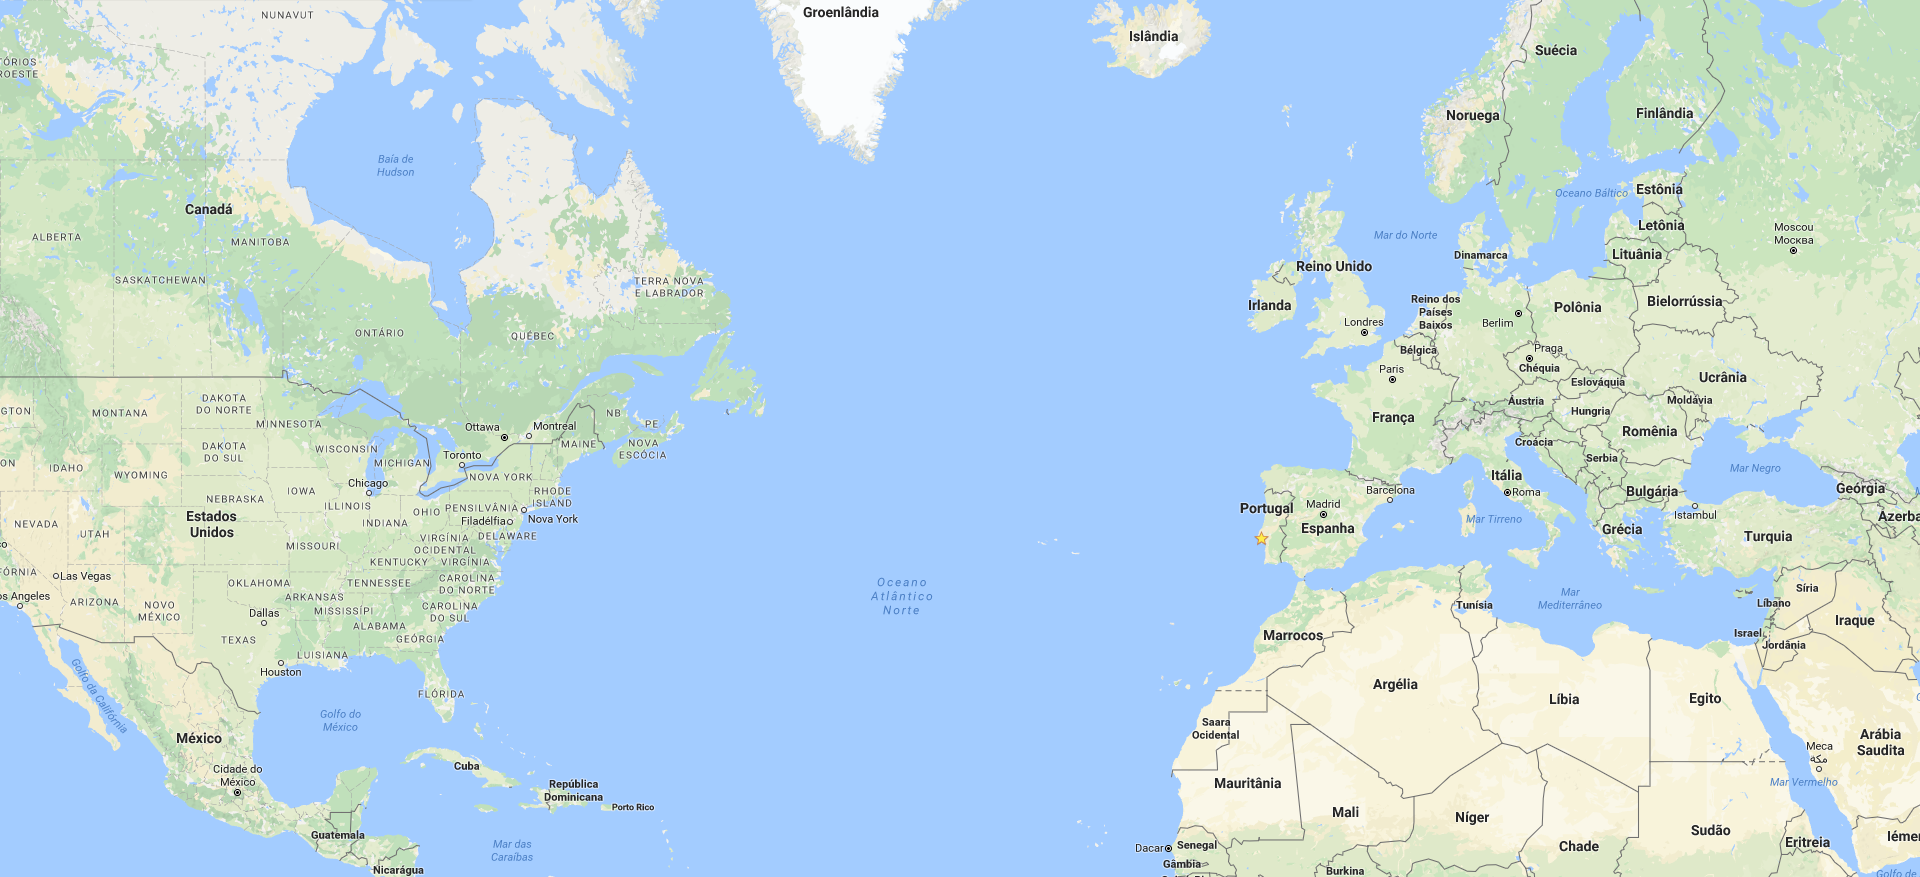 NUNAVUT
Groenlândia
Islândia
Suécia
TÓRIOS
ROESTE
Noruega
Finlândia
Baía de
Hudson
Canadá
ALBERTA
MANITOBA
SASKATCHEWAN
TERRA NOVA
E LABRADOR
ONTÁRIO
QUÉBEC
Oceano Báltico
Estônia
Letônia
Lituânia
Moscou
Москва
Mar do Norte
Dinamarca
Reino Unido
Irlanda
Londres
Reino dos
Países
Baixos
Berlim
Polônia
Bielorrússia
Bélgica
Praga
Chéquia
Paris
Eslováquia
Ucrânia
Áustria
Moldávia
França
Hungria
Romênia
Croácia
Sérbia
Itália
Roma
Bulgária
Mar Negro
Geórgia
Azerba
Istambul
Mar Tirreno
Grécia
Turquia
Barcelona
Portugal
Madrid
Espanha
GTON
MONTANA
DAKOTA
DO NORTE
MINNESOTA
Ottawa
Montreal
NB
PE
MAINE
NOVA
ESCÓCIA
DAKOTA
DO SUL
WISCONSIN
MICHIGAN
Toronto
ON
IDAHO
WYOMING
Chicago
NOVA YORK
IOWA
NEBRASKA
ILLINOIS
OHIO
PENSILVÂNIA
RHODE
ISLAND
Estados
Unidos
INDIANA
Filadélfia
Nova York
NEVADA
UTAH
DELAWARE
MISSOURI
VIRGÍNIA
OCIDENTAL
KENTUCKY
VIRGÍNIA
FÓRNIA
Las Vegas
OKLAHOMA
TENNESSEE
CAROLINA
DO NORTE
os Angeles
ARIZONA
NOVO
MÉXICO
ARKANSAS
Dallas
MISSISSÍPI
CAROLINA
DO SUL
ALABAMA
TEXAS
GEÓRGIA
LUISIANA
Houston
FLÓRIDA
Golfo da Califórnia
Golfo do
México
México
Cidade do
México
Cuba
República
Dominicana
Porto Rico
Guatemala
Mar das
Caraíbas
Nicarágua
Oceano
Atlântico
Norte
Tunísia
Mar
Mediterrâneo
Síria
Líbano
Iraque
Israel
Jordânia
Marrocos
Argélia
Líbia
Egito
Saara
Ocidental
Arábia
Saudita
Meca
مكه
Mauritânia
Mar Vermelho
Mali
Níger
Sudão
Chade
Eritreia
Iéme
Dacar
Senegal
Gâmbia
Burkina
Golfo de